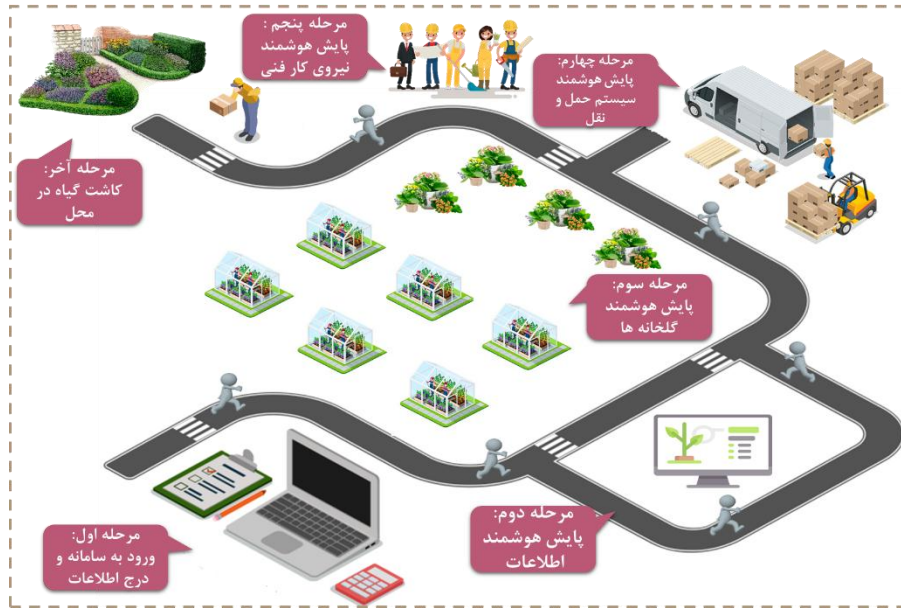 مرحله پنجم :
پایش هوشمند
نیروی کار فنی
مرحله چهارم:
پایش هوشمند
سیستم حمل و
نقل
مرحله آخر:
کاشت گیاه در
محل
مرحله سوم:
پایش هوشمند
گلخانه ها
مرحله دوم:
پایش هوشمند
اطلاعات
مرحله اول:
ورود به سامانه و
درج اطلاعات